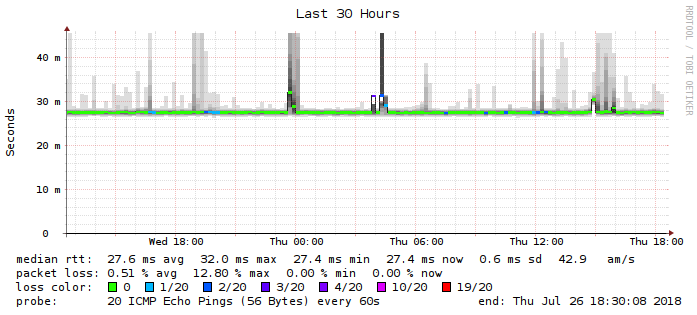 Last 30 Hours
RRDTOOL / TOBI OETIKER
Seconds
40 m
30 m
20 m
10 m
0
Wed 18:00 Thu 00:00 Thu 06:00 Thu 12:00 Thu 18:00
median rtt: 27.6 ms avg 32.0 ms max 27.4 ms min 27.4 ms now 0.6 ms sd 42.9 am/s
packet loss: 0.51 % avg 12.80 % max 0.00 % min 0.00 % now
loss color: 0 1/20 2/20 3/20 4/20 10/20 19/20
probe: 20 ICMP Echo Pings (56 Bytes) every 60s end: Thu Jul 26 18:30:08 2018